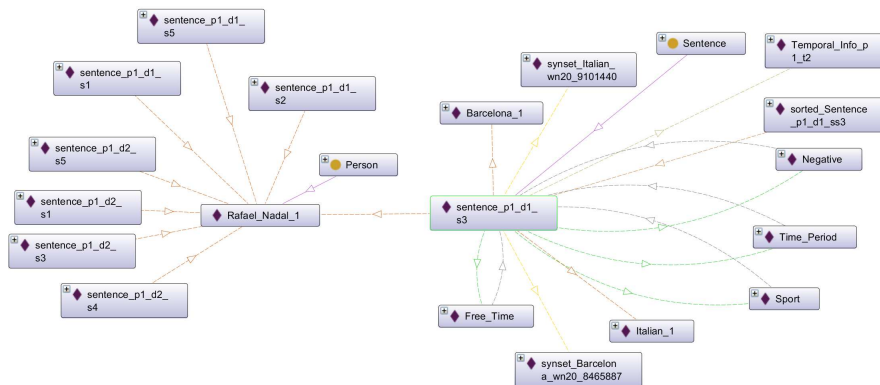 sentence_p1_d1_
s5
sentence_p1_d1_
s1
sentence_p1_d1_
s2
sentence_p1_d2_
s5
Person
sentence_p1_d2_
s1
Rafael_Nadal_1
sentence_p1_d2_
s3
sentence_p1_d2_
s4
synset_Italian_
wn20_9101440
Sentence
Temporal_Info_p
1_t2
Barcelona_1
sorted_Sentence
_p1_d1_ss3
Negative
sentence_p1_d1_
s3
Time_Period
Sport
Free_Time
Italian_1
synset_Barcelon
a_wn20_8465887